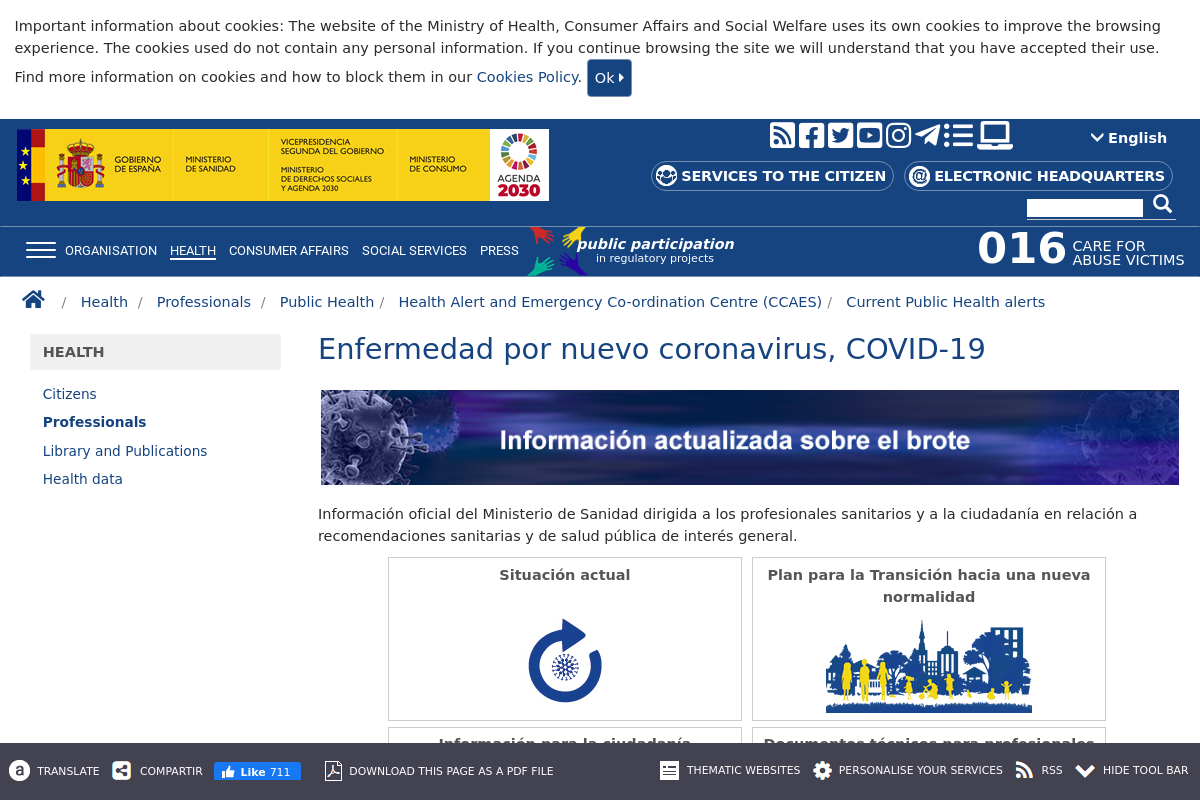 Important information about cookies: The website of the Ministry of Health, Consumer Affairs and Social Welfare uses its own cookies to improve the browsing
experience. The cookies used do not contain any personal information. If you continue browsing the site we will understand that you have accepted their use.
Find more information on cookies and how to block them in our Cookies Policy. Ok
GOBIERNO
DE ESPAÑA
MINISTERIO
DE SANIDAD
VICEPRESIDENCIA
SEGUNDA DEL GOBIERNO
MINISTERIO
DE DERECHOS SOCIALES
Y AGENDA 2030
MINISTERIO
DE CONSUMO
AGENDA
2030
English
SERVICES TO THE CITIZEN
@ ELECTRONIC HEADQUARTERS
ORGANISATION HEALTH CONSUMER AFFAIRS SOCIAL SERVICES PRESS
public participation
in regulatory projects
016 CARE FOR
ABUSE VICTIMS
/ Health / Professionals / Public Health / Health Alert and Emergency Co-ordination Centre (CCAES) / Current Public Health alerts
HEALTH
Citizens
Professionals
Library and Publications
Health data
Enfermedad por nuevo coronavirus, COVID-19
Información actualizada sobre el brote
Información oficial del Ministerio de Sanidad dirigida a los profesionales sanitarios y a la ciudadanía en relación a
recomendaciones sanitarias y de salud pública de interés general.
Situación actual
Plan para la Transición hacia una nueva
normalidad
Información para la ciudadanía
Documentos técnicos para profesionales
a TRANSLATE COMPARTIR Like 711 DOWNLOAD THIS PAGE AS A PDF FILE THEMATIC WEBSITES PERSONALISE YOUR SERVICES RSS HIDE TOOL BAR